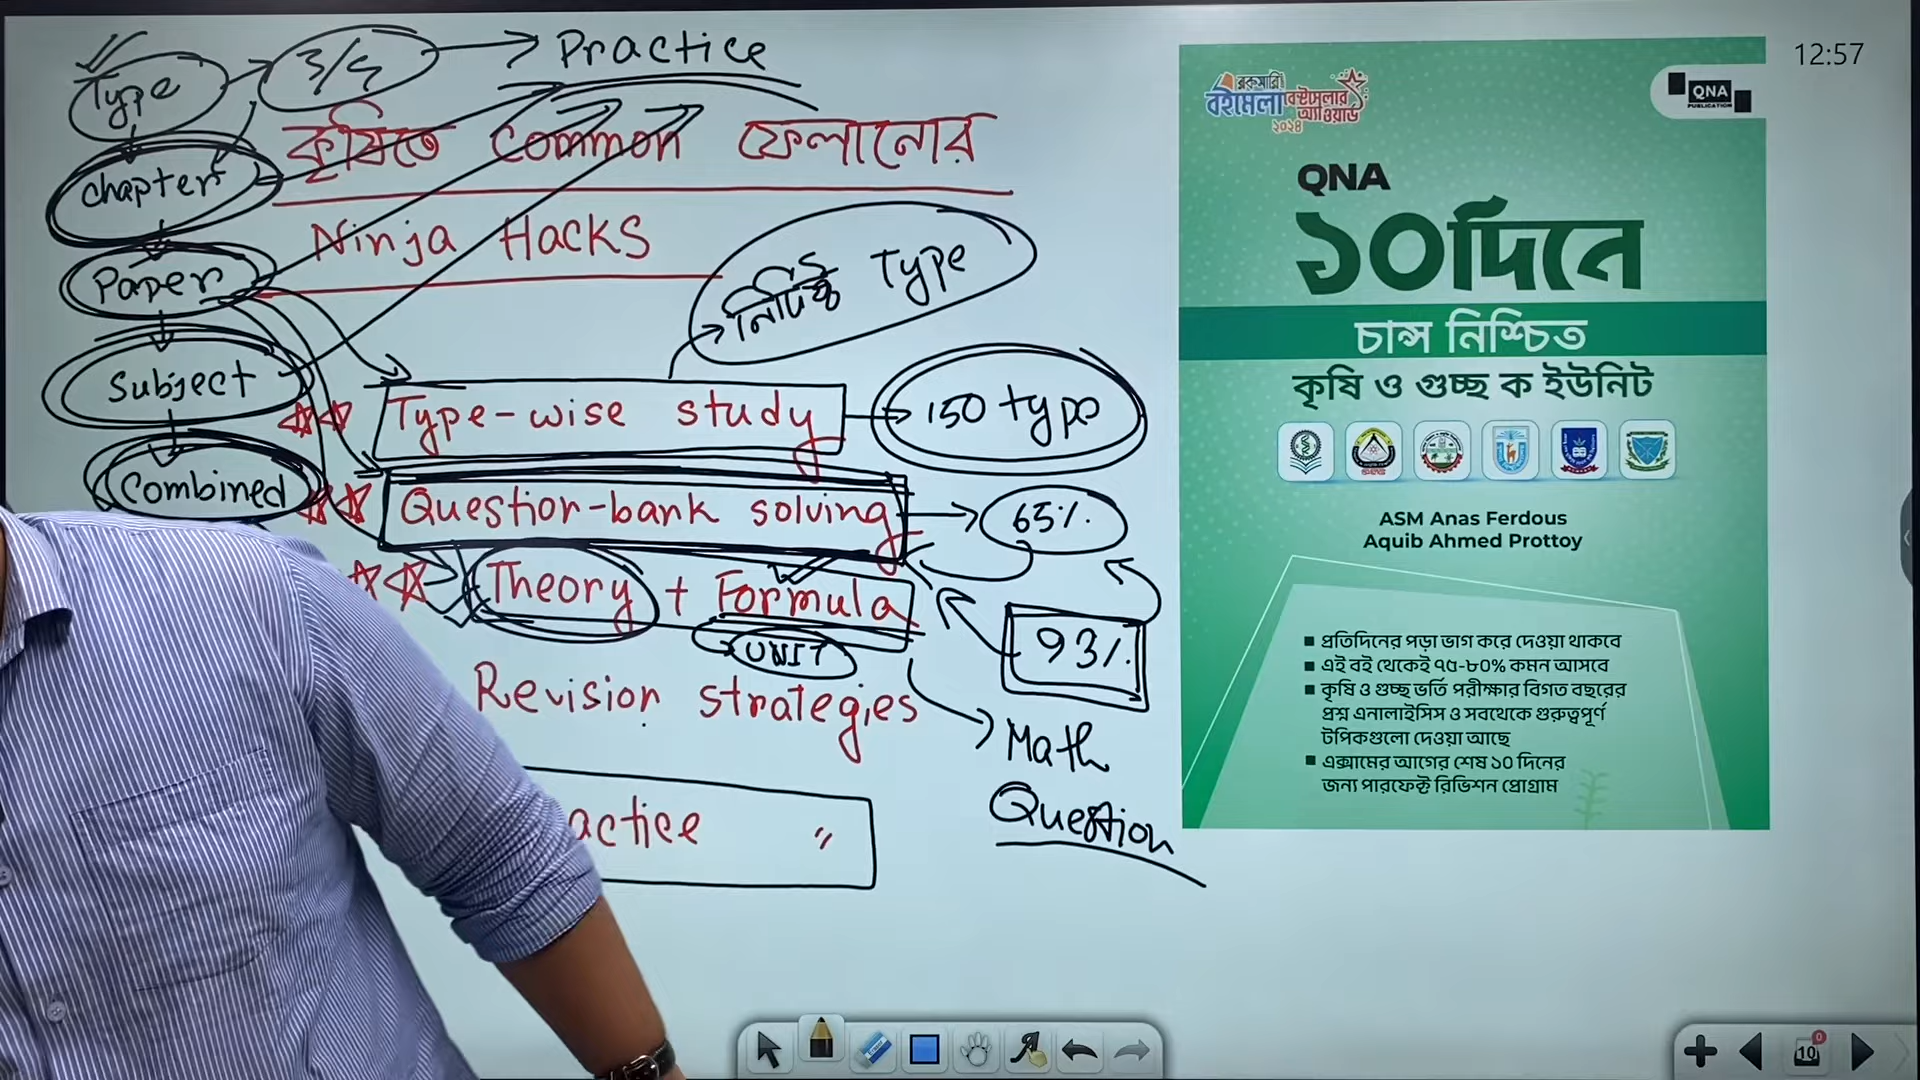 Type
3/4
Practice
কৃষিতে Common ফেলানোর
Chapter
Ninja Hacks
Paper
নির্দিষ্ট Type
Subject
Type-wise study
150 type
Combined
Question-bank solving
65%.
Theory + Formula
UNIT
93%.
Revision strategies
Math
Question
actice "
12:57
রকমারি
বইমেলা বেস্টসেলার
অ্যাওয়ার্ড
২০২৪
QNA
PUBLICATION
QNA
১০দিনে
চান্স নিশ্চিত
কৃষি ও গুচ্ছ ক ইউনিট
ASM Anas Ferdous
Aquib Ahmed Prottoy
প্রতিদিনের পড়া ভাগ করে দেওয়া থাকবে
এই বই থেকেই ৭৫-৮০% কমন আসবে
কৃষি ও গুচ্ছ ভর্তি পরীক্ষার বিগত বছরের
প্রশ্ন এনালাইসিস ও সবথেকে গুরুত্বপূর্ণ
টপিকগুলো দেওয়া আছে
এক্সামের আগের শেষ ১০ দিনের
জন্য পারফেক্ট রিভিশন প্রোগ্রাম
10
0